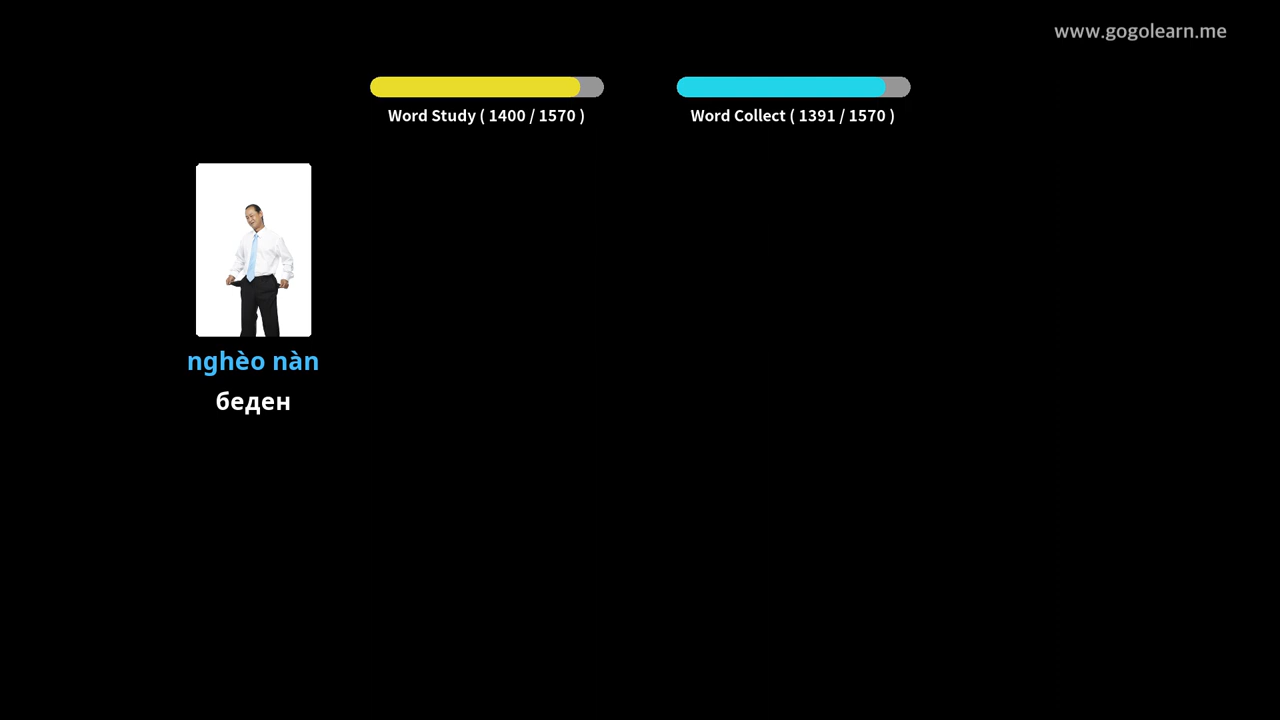 www.gogolearn.me
Word Study ( 1400 / 1570 )
Word Collect ( 1391 / 1570 )
nghèo nàn
беден